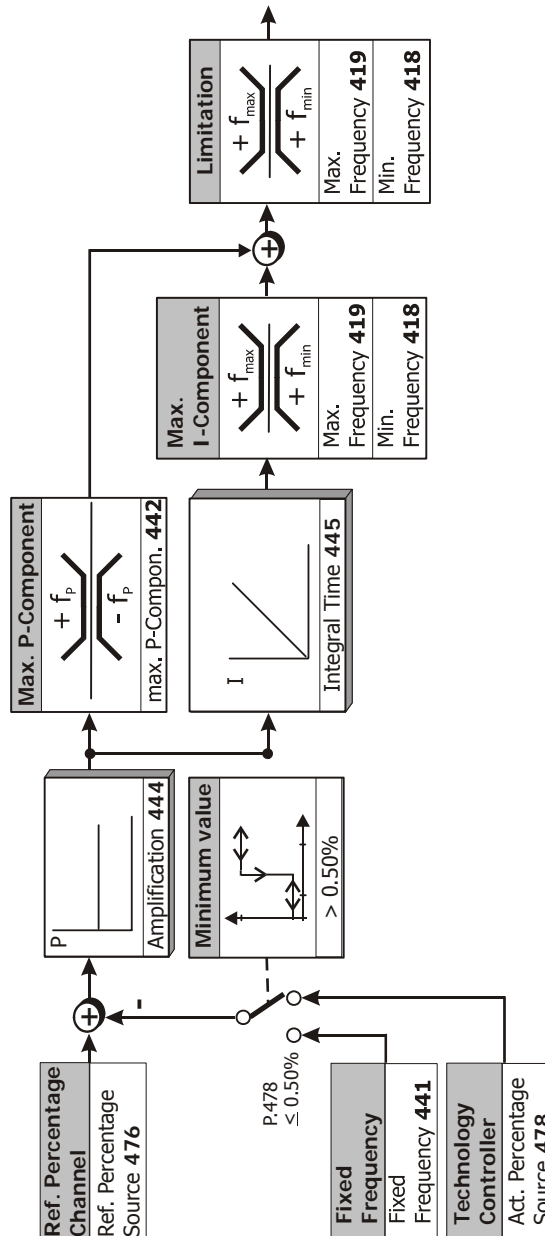 Ref. Percentage
Channel
Ref. Percentage
Source 476
+
-
P
Amplification 444
Max. P-Component
+ fP
- fP
max. P-Compon. 442
Minimum value
> 0.50%
P.478
≤ 0.50%
Fixed
Frequency
Fixed
Frequency 441
Technology
Controller
Act. Percentage
Source 478
I
Integral Time 445
Max.
I-Component
+ fmax
+ fmin
Max.
Frequency 419
Min.
Frequency 418
+
Limitation
+ fmax
+ fmin
Max.
Frequency 419
Min.
Frequency 418